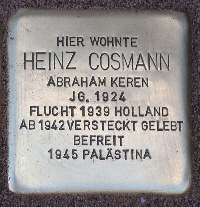 HIER WOHNTE
HEINZ COSMANN
ABRAHAM KEREN
JG. 1924
FLUCHT 1939 HOLLAND
AB 1942 VERSTECKT GELEBT
BEFREIT
1945 PALÄSTINA